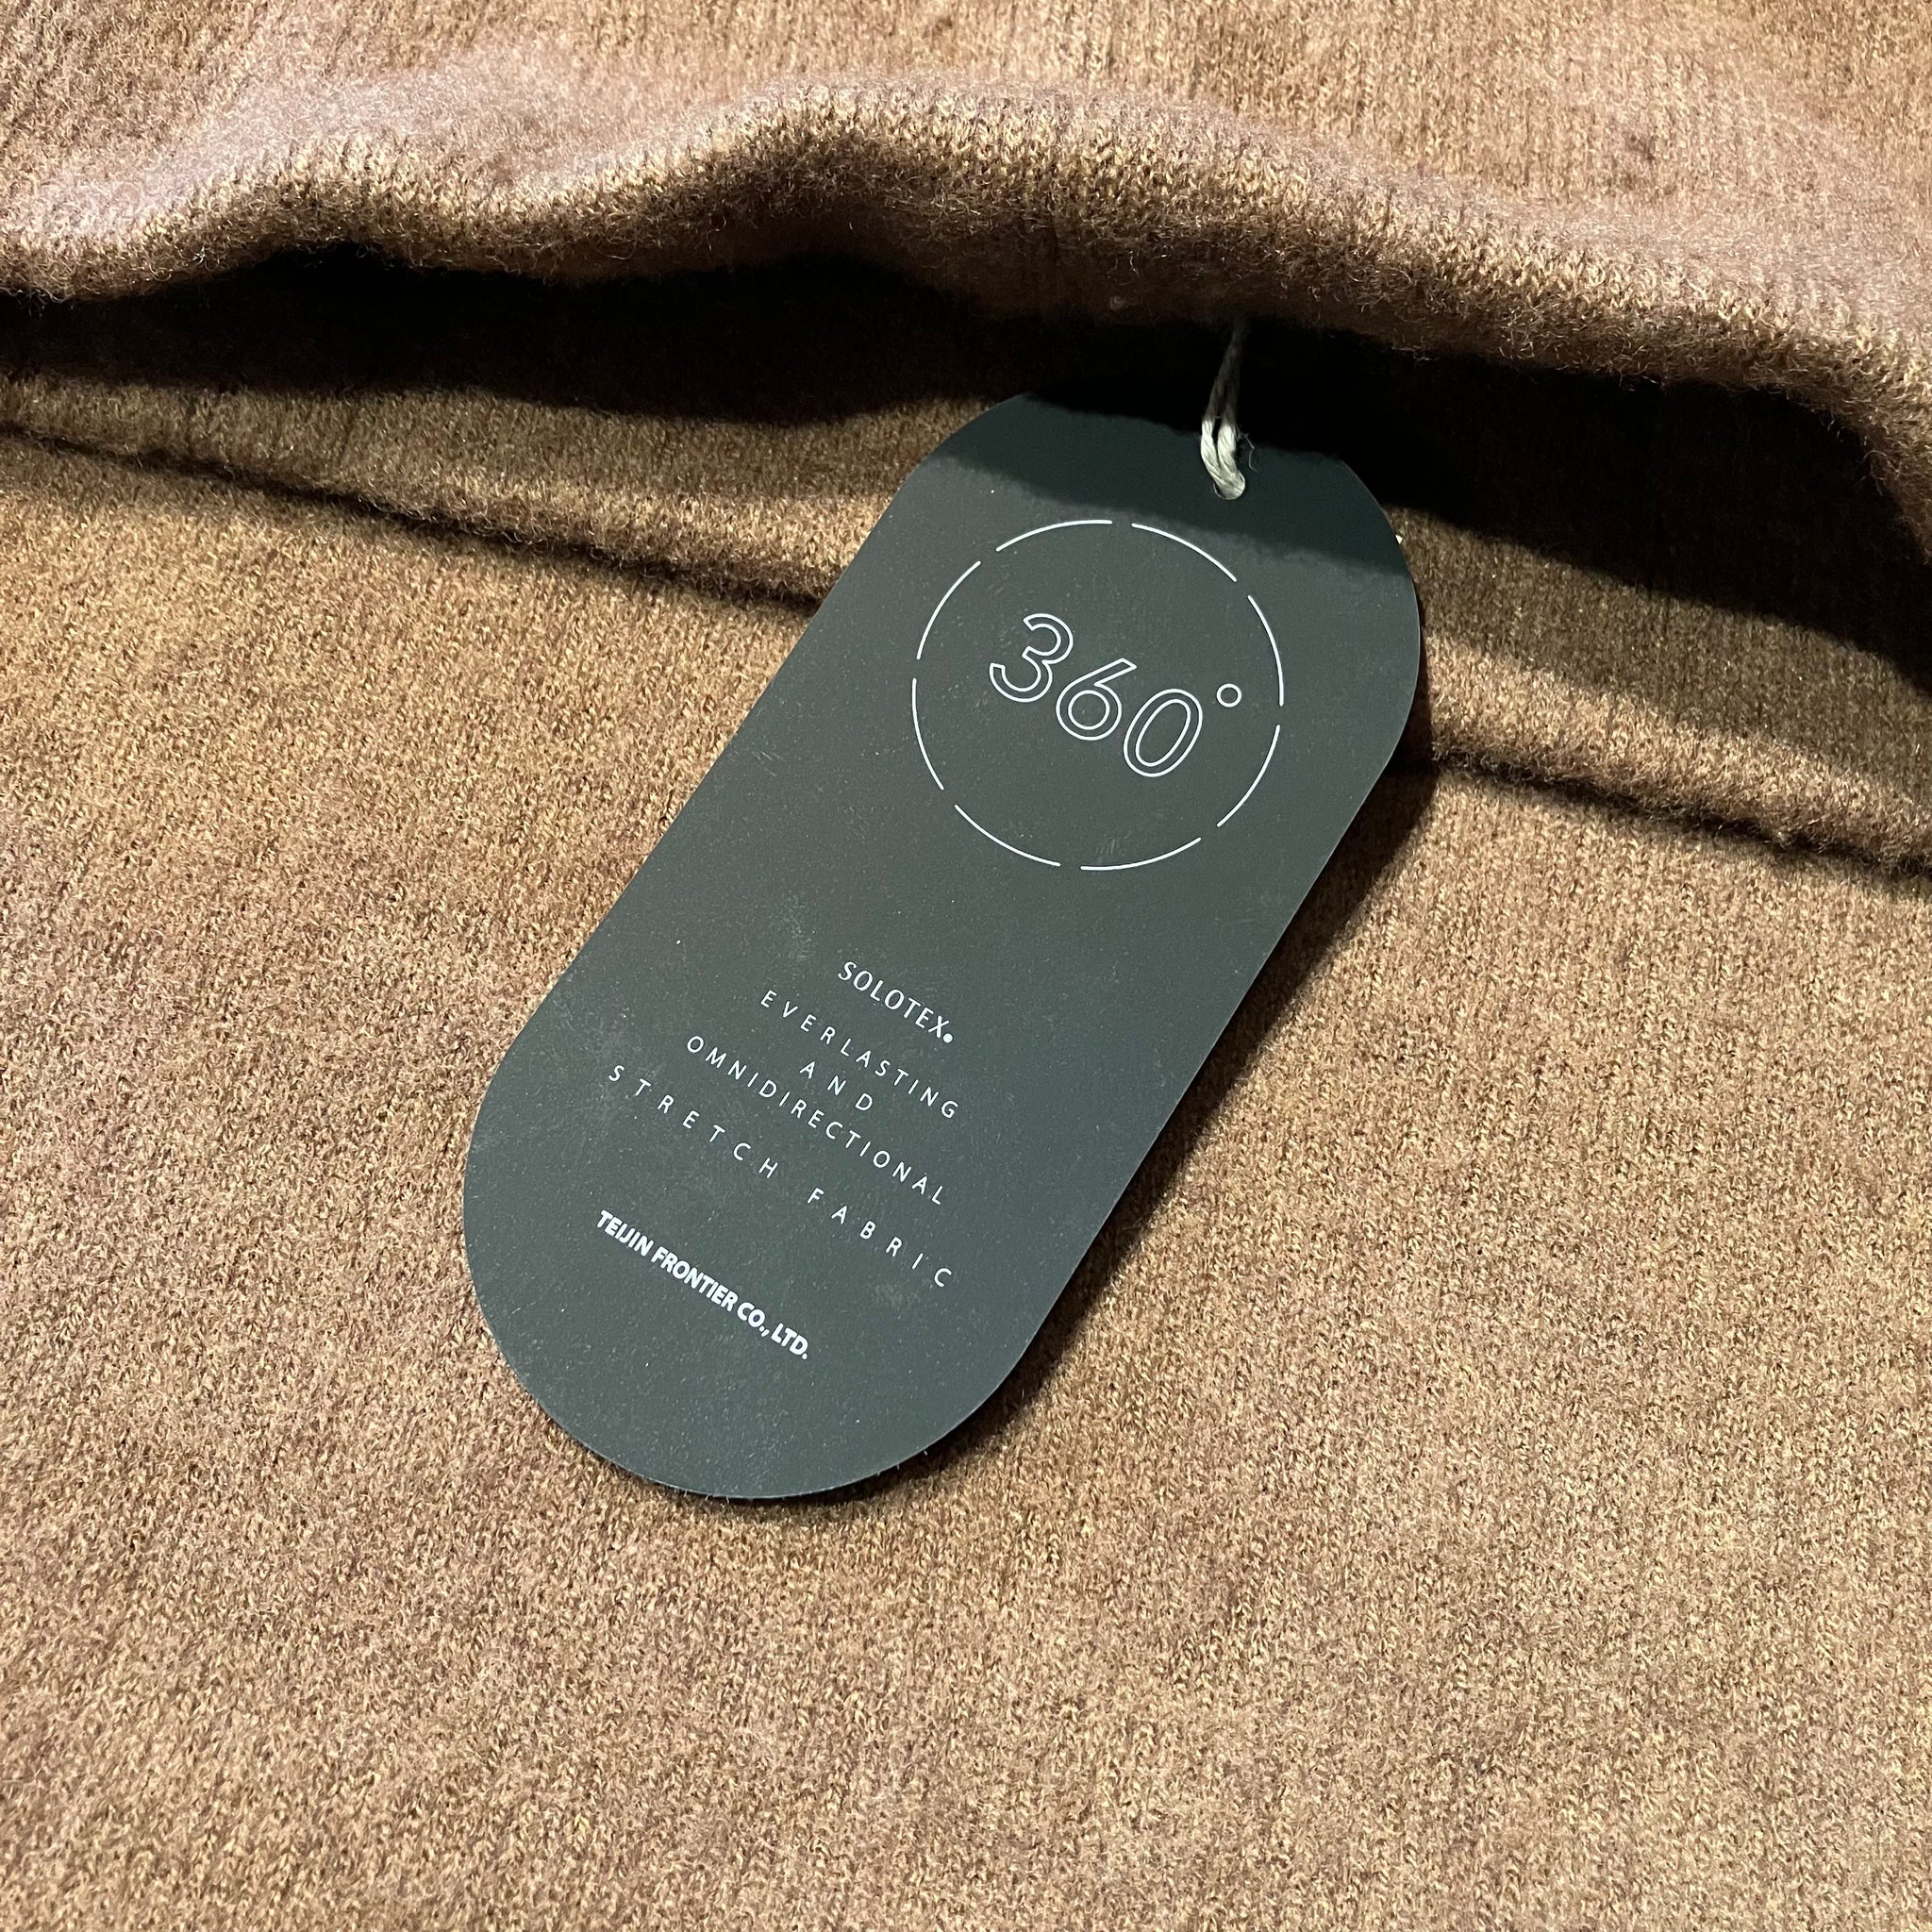 360°
SOLOTEX.
EVERLASTING
AND
OMNIDIRECTIONAL
STRETCH FABRIC
TEIJIN FRONTIER CO., LTD.